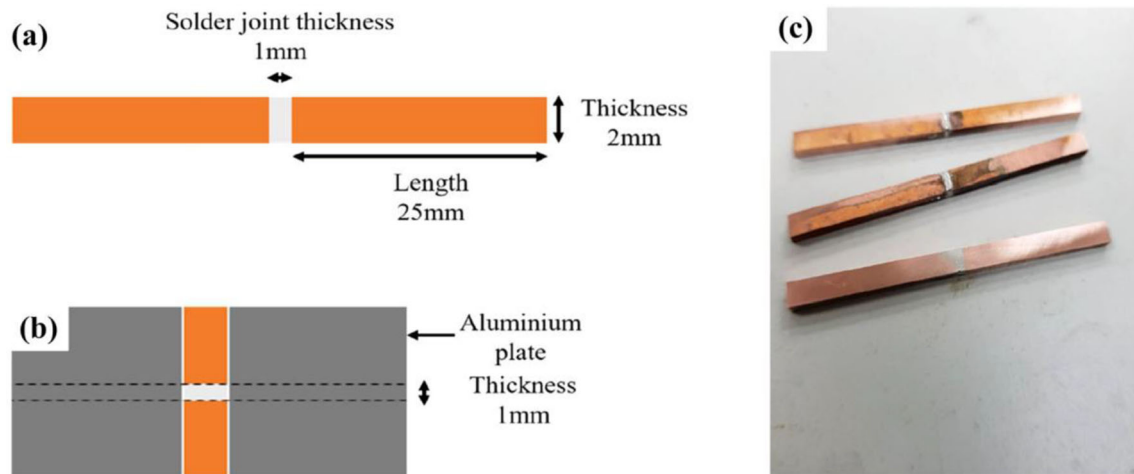 (a)
Solder joint thickness
1mm
Thickness
2mm
Length
25mm
(b)
Aluminium
plate
Thickness
1mm
(c)